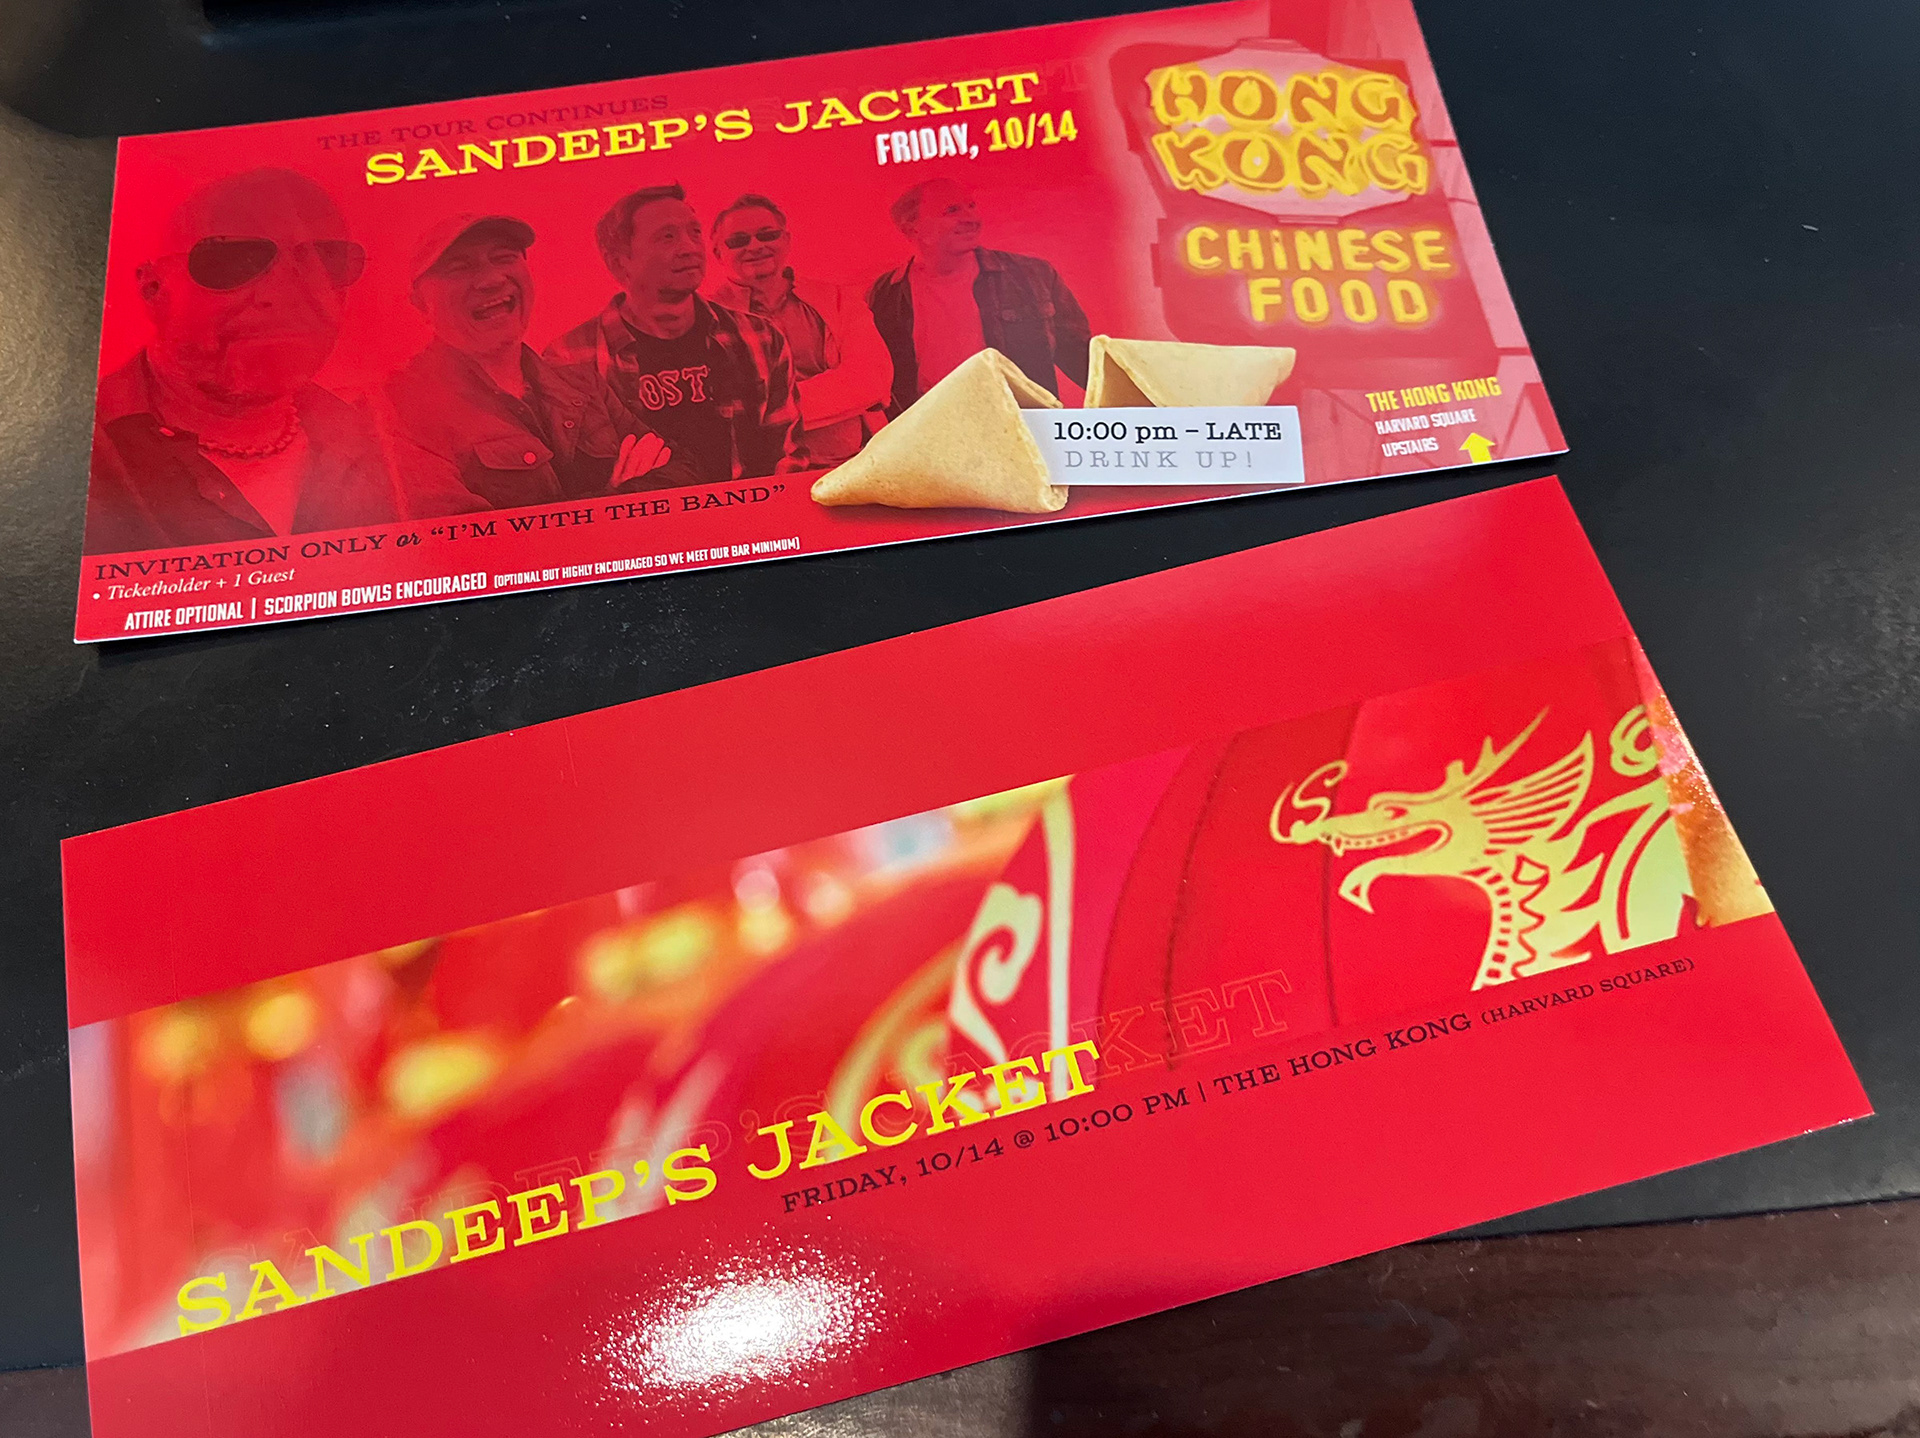 THE TOUR CONTINUES
SANDEEP'S JACKET
FRIDAY, 10/14
HONG
KONG
CHiNESE
FOOD
OST
10:00 pm – LATE
DRINK UP!
THE HONG KONG
HARVARD SQUARE
UPSTAIRS
INVITATION ONLY or “I’M WITH THE BAND”
• Ticketholder + 1 Guest
ATTIRE OPTIONAL | SCORPION BOWLS ENCOURAGED (OPTIONAL BUT HIGHLY ENCOURAGED SO WE MEET OUR BAR MINIMUM)
SANDEEP'S JACKET
SANDEEP’S JACKET
FRIDAY, 10/14 @ 10:00 PM | THE HONG KONG (HARVARD SQUARE)